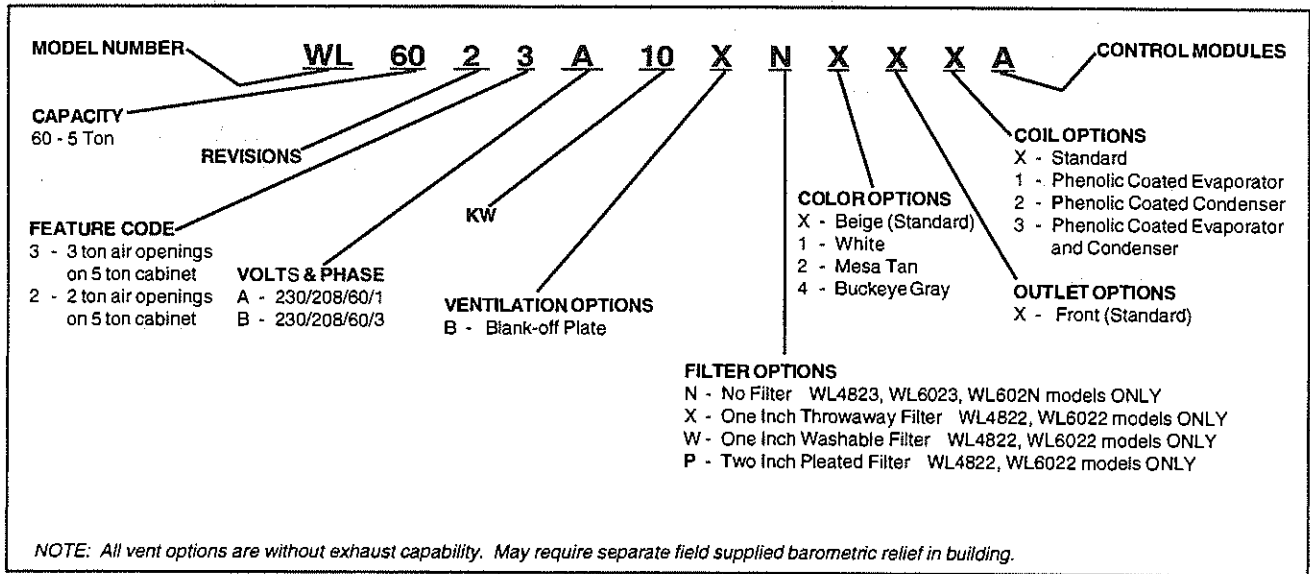 MODEL NUMBER
WL 60 2 3 A 10 X N X X X A
CONTROL MODULES
CAPACITY
60 - 5 Ton
REVISIONS
FEATURE CODE
3 - 3 ton air openings
on 5 ton cabinet
2 - 2 ton air openings
on 5 ton cabinet
VOLTS & PHASE
A - 230/208/60/1
B - 230/208/60/3
KW
VENTILATION OPTIONS
B - Blank-off Plate
COLOR OPTIONS
X - Beige (Standard)
1 - White
2 - Mesa Tan
4 - Buckeye Gray
COIL OPTIONS
X - Standard
1 - Phenolic Coated Evaporator
2 - Phenolic Coated Condenser
3 - Phenolic Coated Evaporator
and Condenser
OUTLET OPTIONS
X - Front (Standard)
FILTER OPTIONS
N - No Filter WL4823, WL6023, WL602N models ONLY
X - One Inch Throwaway Filter WL4822, WL6022 models ONLY
W - One Inch Washable Filter WL4822, WL6022 models ONLY
P - Two Inch Pleated Filter WL4822, WL6022 models ONLY
NOTE: All vent options are without exhaust capability. May require separate field supplied barometric relief in building.